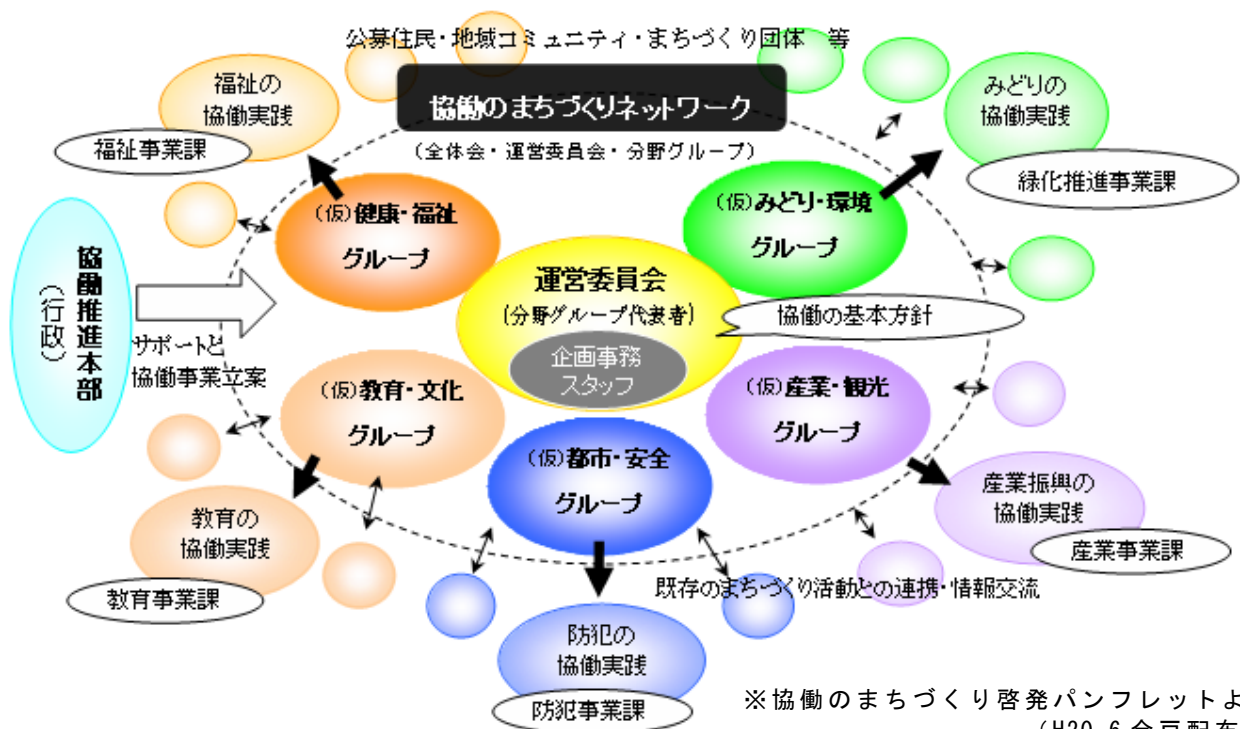 公募住民・地域コミュニティ・まちづくり団体 等
協働のまちづくりネットワーク
(全体会・運営委員会・分野グループ)
福祉の
協働実践
福祉事業課
みどりの
協働実践
緑化推進事業課
(仮)健康・福祉
グループ
(仮)みどり・環境
グループ
協働推進本部
(行政)
サポートと
協働事業立案
運営委員会
(分野グループ代表者)
企画事務
スタッフ
協働の基本方針
(仮)教育・文化
グループ
(仮)産業・観光
グループ
(仮)都市・安全
グループ
教育の
協働実践
教育事業課
産業振興の
協働実践
産業事業課
既存のまちづくり活動との連携・情報交流
防犯の
協働実践
防犯事業課
※協働のまちづくり啓発パンフレットよ
(H20.6全戸配布